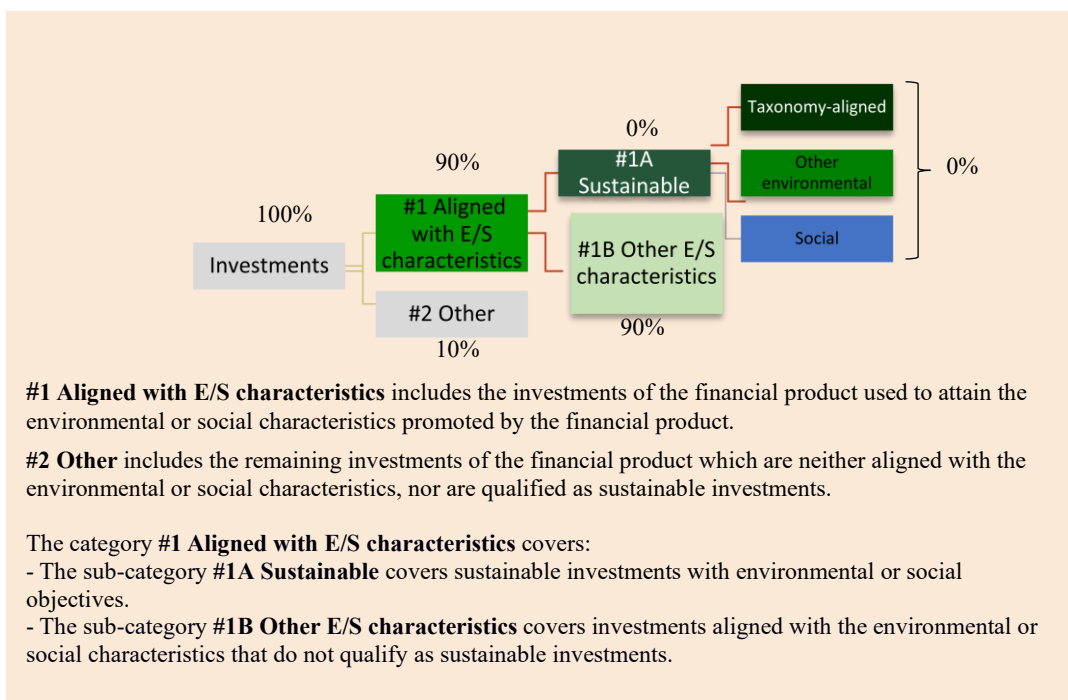 Taxonomy-aligned
0%
#1A
Sustainable
Other
environmental
0%
90%
#1 Aligned
with E/S
characteristics
100%
Investments
#1B Other E/S
characteristics
Social
#2 Other
90%
10%
#1 Aligned with E/S characteristics includes the investments of the financial product used to attain the
environmental or social characteristics promoted by the financial product.
#2 Other includes the remaining investments of the financial product which are neither aligned with the
environmental or social characteristics, nor are qualified as sustainable investments.
The category #1 Aligned with E/S characteristics covers:
- The sub-category #1A Sustainable covers sustainable investments with environmental or social
objectives.
- The sub-category #1B Other E/S characteristics covers investments aligned with the environmental or
social characteristics that do not qualify as sustainable investments.